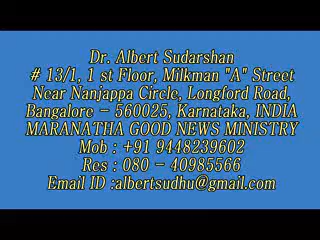 Dr. Albert Sudarshan
# 13/1, 1 st Floor, Milkman "A" Street
Near Nanjappa Circle, Longford Road,
Bangalore - 560025, Karnataka, INDIA
MARANATHA GOOD NEWS MINISTRY
Mob : +91 9448239602
Res : 080 - 40985566
Email ID :albertsudhu@gmail.com